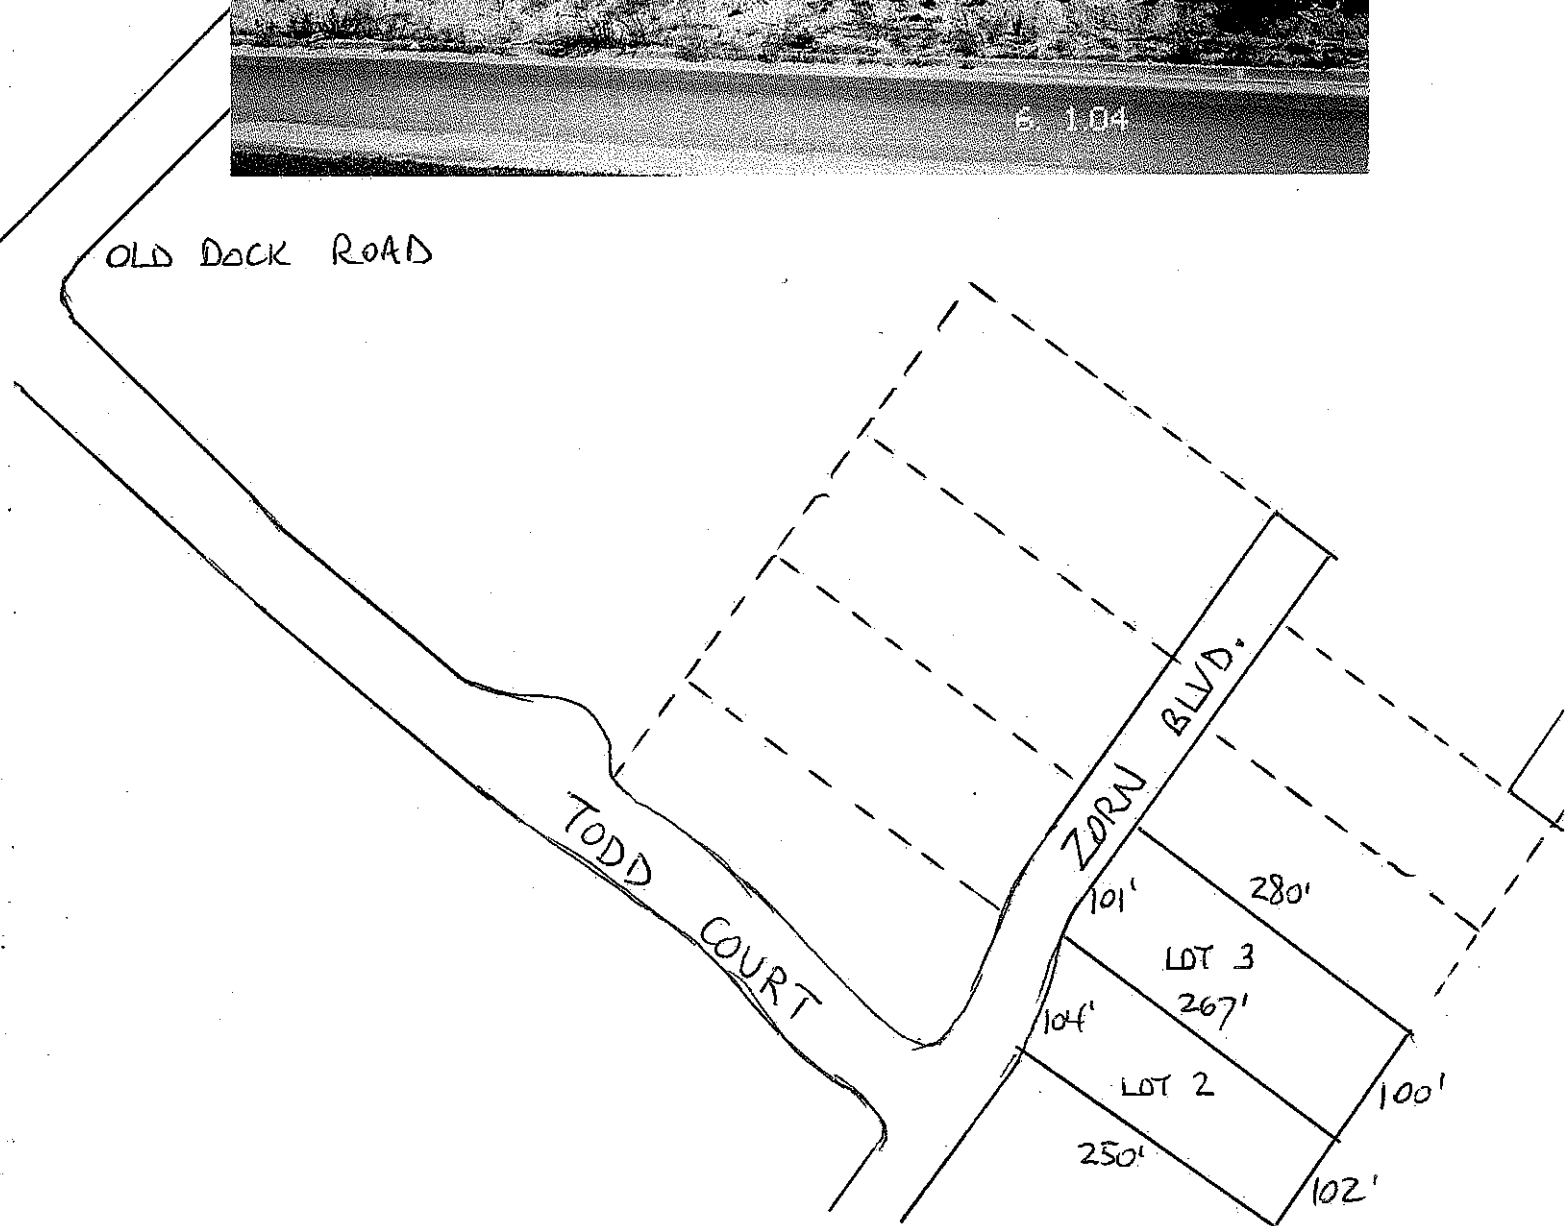 6. 1.04
OLD DOCK ROAD
ZORN BLVD.
TODD COURT
101'
280'
LOT 3
267'
104'
LOT 2
100'
250'
102'